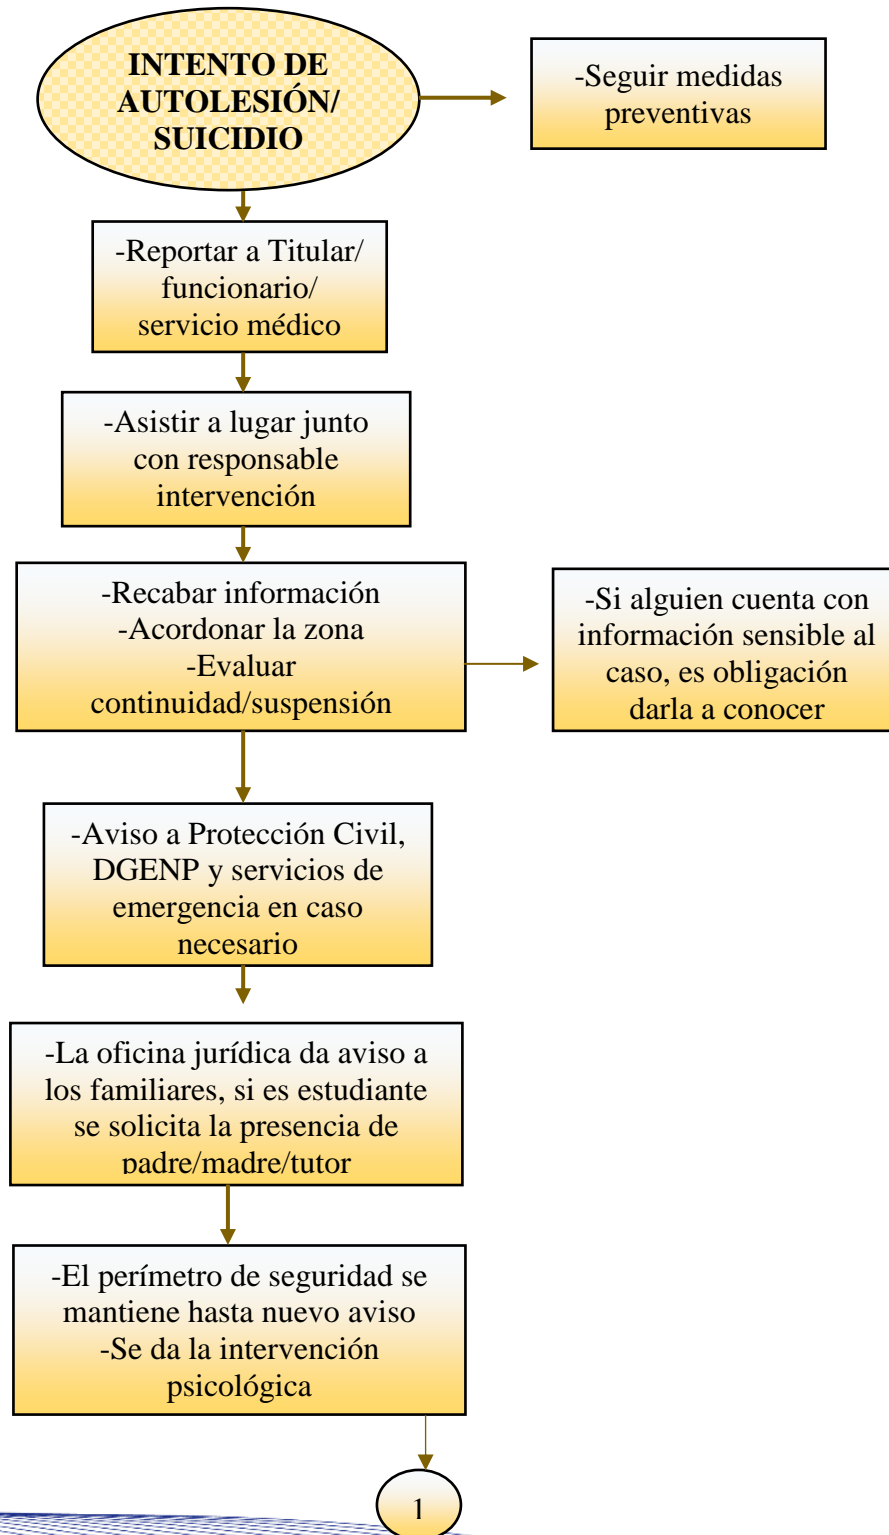 INTENTO DE
AUTOLESIÓN/
SUICIDIO
-Seguir medidas
preventivas
-Reportar a Titular/
funcionario/
servicio médico
-Asistir a lugar junto
con responsable
intervención
-Recabar información
-Acordonar la zona
-Evaluar
continuidad/suspensión
-Si alguien cuenta con
información sensible al
caso, es obligación
darla a conocer
-Aviso a Protección Civil,
DGENP y servicios de
emergencia en caso
necesario
-La oficina jurídica da aviso a
los familiares, si es estudiante
se solicita la presencia de
padre/madre/tutor
-El perímetro de seguridad se
mantiene hasta nuevo aviso
-Se da la intervención
psicológica
1